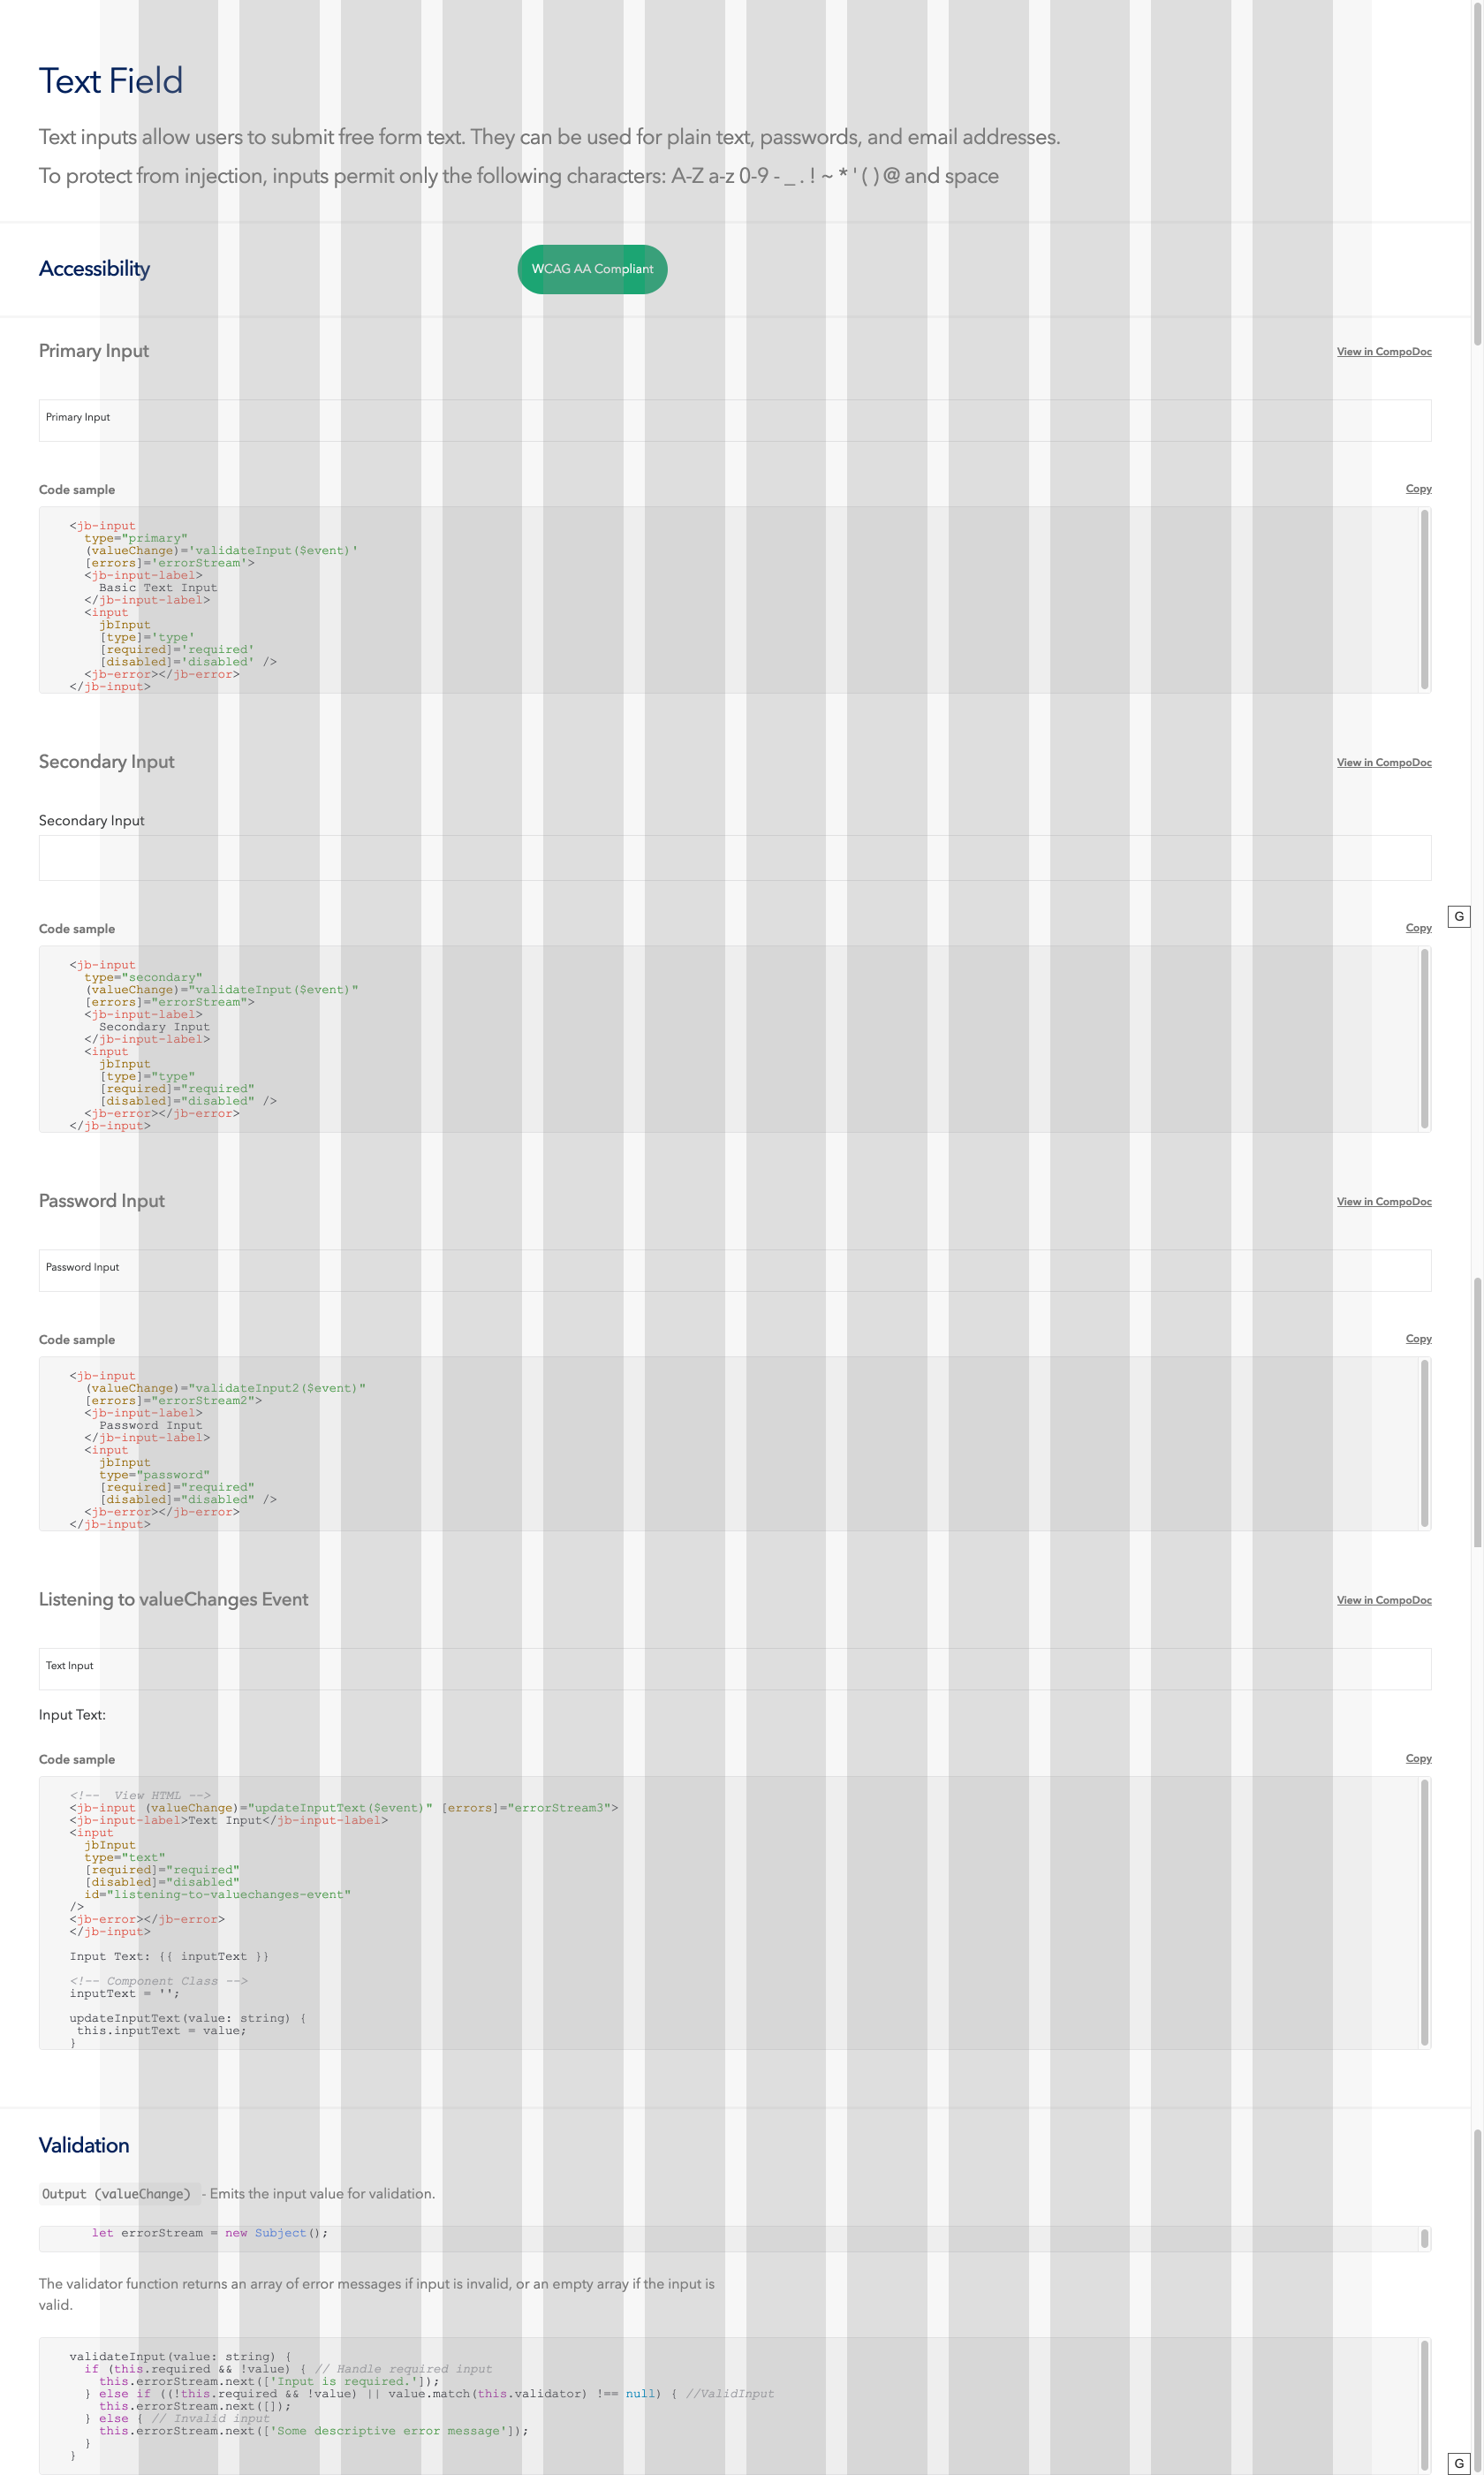 Text Field
Text inputs allow users to submit free form text. They can be used for plain text, passwords, and email addresses.
To protect from injection, inputs permit only the following characters: A-Z a-z 0-9 - _ . ! ~ * ' ( ) @ and space
Accessibility
WCAG AA Compliant
Primary Input
View in CompoDoc
Primary Input
Code sample
Copy
<jb-input
type="primary"
(valueChange)='validateInput($event)'
[errors]='errorStream'>
<jb-input-label>
Basic Text Input
</jb-input-label>
<input
jbInput
[type]='type'
[required]='required'
[disabled]='disabled' />
<jb-error></jb-error>
</jb-input>
Secondary Input
View in CompoDoc
Secondary Input
G
Code sample
Copy
<jb-input
type="secondary"
(valueChange)="validateInput($event)"
[errors]="errorStream">
<jb-input-label>
Secondary Input
</jb-input-label>
<input
jbInput
[type]="type"
[required]="required"
[disabled]="disabled" />
<jb-error></jb-error>
</jb-input>
Password Input
View in CompoDoc
Password Input
Code sample
Copy
<jb-input
(valueChange)="validateInput2($event)"
[errors]="errorStream2">
<jb-input-label>
Password Input
</jb-input-label>
<input
jbInput
type="password"
[required]="required"
[disabled]="disabled" />
<jb-error></jb-error>
</jb-input>
Listening to valueChanges Event
View in CompoDoc
Text Input
Input Text:
Code sample
Copy
<!--  View HTML -->
<jb-input (valueChange)="updateInputText($event)" [errors]="errorStream3">
<jb-input-label>Text Input</jb-input-label>
<input
jbInput
type="text"
[required]="required"
[disabled]="disabled"
id="listening-to-valuechanges-event"
/>
<jb-error></jb-error>
</jb-input>
Input Text: {{ inputText }}
<!-- Component Class -->
inputText = '';
updateInputText(value: string) {
this.inputText = value;
}
Validation
Output (valueChange) - Emits the input value for validation.
let errorStream = new Subject();
The validator function returns an array of error messages if input is invalid, or an empty array if the input is
valid.
validateInput(value: string) {
if (this.required && !value) { // Handle required input
this.errorStream.next(['Input is required.']);
} else if ((!this.required && !value) || value.match(this.validator) !== null) { //ValidInput
this.errorStream.next([]);
} else { // Invalid input
this.errorStream.next(['Some descriptive error message']);
}
}
G